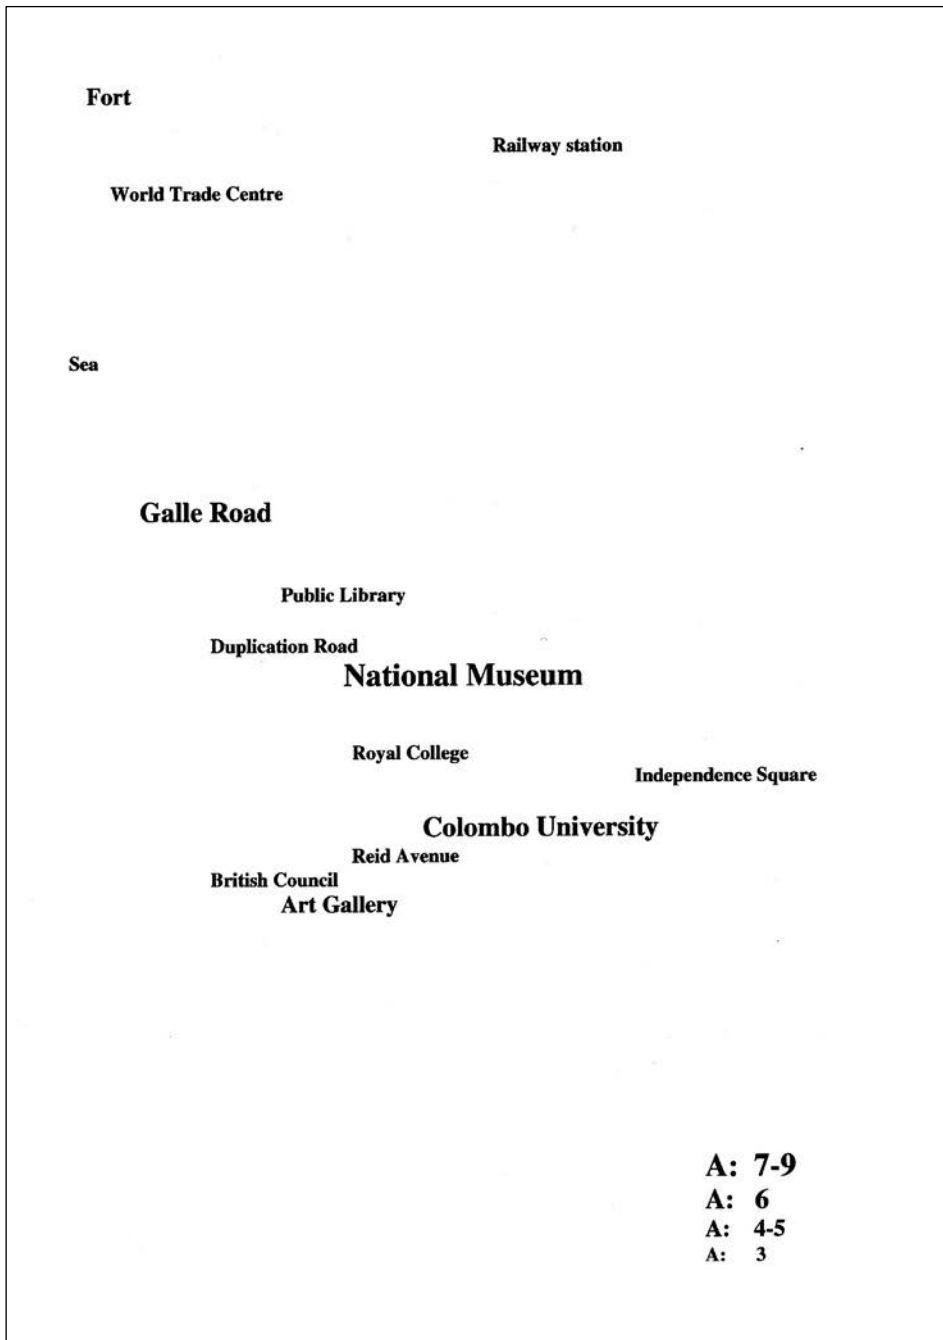 Fort
Railway station
World Trade Centre
Sea
Galle Road
Public Library
Duplication Road
National Museum
Royal College
Independence Square
Colombo University
Reid Avenue
British Council
Art Gallery
A: 7-9
A: 6
A: 4-5
A: 3